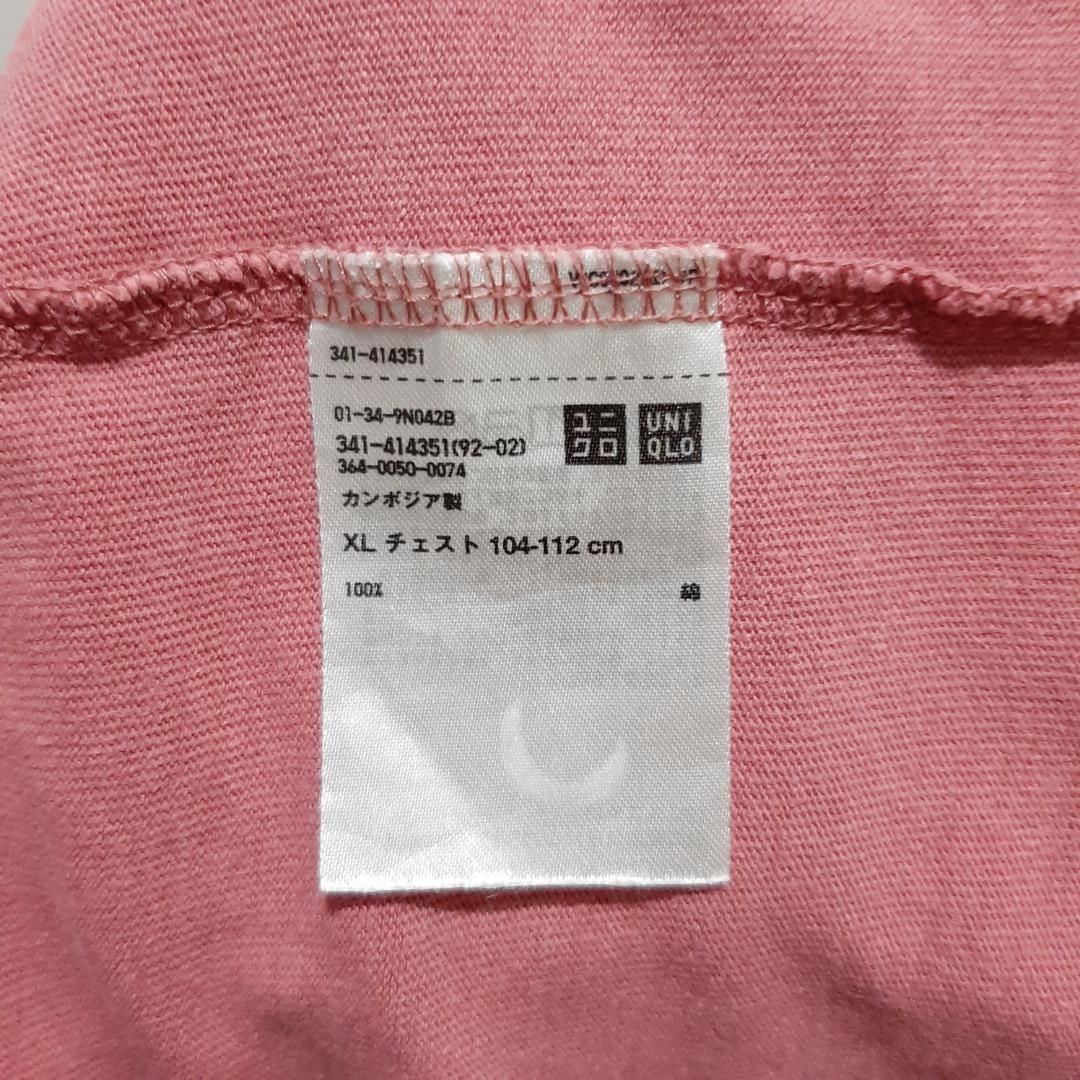 341-414351
01-34-9N042B
341-414351(92-02)
364-0050-0074
ユニクロ
UNIQLO
カンボジア製
XL チェスト 104-112 cm
100% 綿